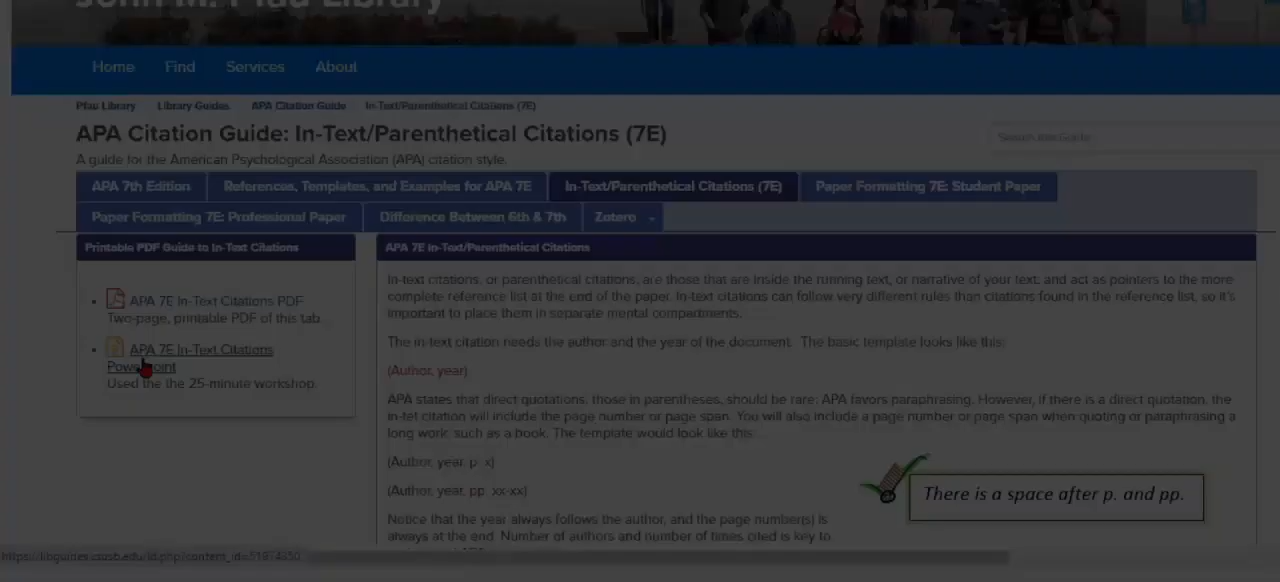 John M. Pfau Library
Home Find Services About
Pfau Library Library Guides APA Citation Guide In-Text/Parenthetical Citations (7E)
APA Citation Guide: In-Text/Parenthetical Citations (7E)
Search this Guide
A guide for the American Psychological Association (APA) citation style.
APA 7th Edition References, Templates, and Examples for APA 7E In-Text/Parenthetical Citations (7E) Paper Formatting 7E: Student Paper
Paper Formatting 7E: Professional Paper Difference Between 6th & 7th Zotero
Printable PDF Guide to In-Text Citations
APA 7E In-Text Citations PDF
Two-page, printable PDF of this tab.
APA 7E In-Text Citations
PowerPoint
Used the the 25-minute workshop.
APA 7E In-Text/Parenthetical Citations
In-text citations, or parenthetical citations, are those that are inside the running text, or narrative of your text, and act as pointers to the more
complete reference list at the end of the paper. In-text citations can follow very different rules than citations found in the reference list, so it's
important to place them in separate mental compartments.
The in-text citation needs the author and the year of the document. The basic template looks like this:
(Author, year)
APA states that direct quotations, those in parentheses, should be rare; APA favors paraphrasing. However, if there is a direct quotation, the
in-tet citation will include the page number or page span. You will also include a page number or page span when quoting or paraphrasing a
long work, such as a book. The template would look like this:
(Author, year, p. x)
(Author, year, pp. xx-xx)
There is a space after p. and pp.
Notice that the year always follows the author, and the page number(s) is
always at the end. Number of authors and number of times cited is key to